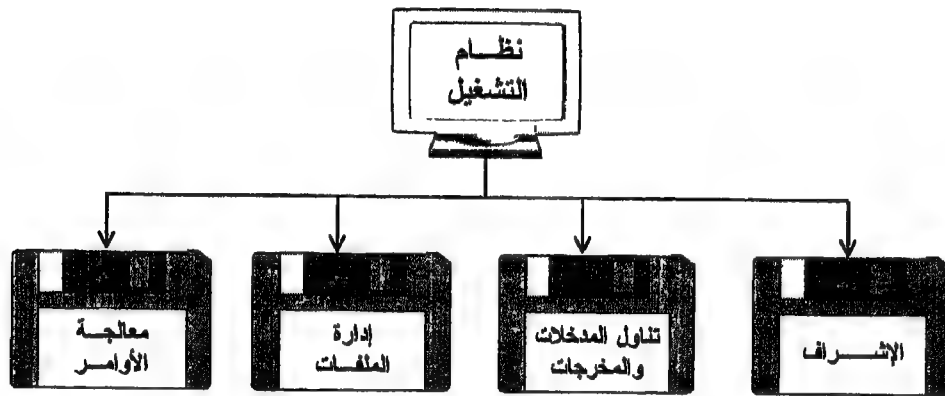 نظام
التشغيل
الإشراف
تناول المدخلات
والمخرجات
إدارة
الملفات
معالجة
الأوامر